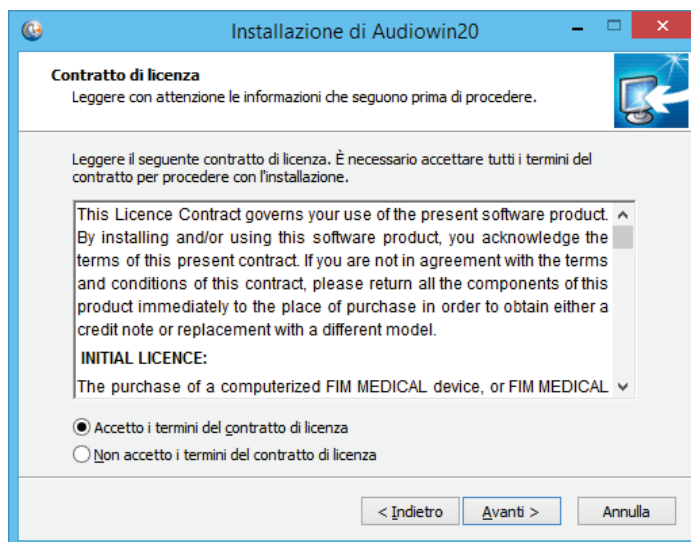 Installazione di Audiowin20
Contratto di licenza
Leggere con attenzione le informazioni che seguono prima di procedere.
Leggere il seguente contratto di licenza. È necessario accettare tutti i termini del
contratto per procedere con l'installazione.
This Licence Contract governs your use of the present software product.
By installing and/or using this software product, you acknowledge the
terms of this present contract. If you are not in agreement with the terms
and conditions of this contract, please return all the components of this
product immediately to the place of purchase in order to obtain either a
credit note or replacement with a different model.
INITIAL LICENCE:
The purchase of a computerized FIM MEDICAL device, or FIM MEDICAL
Accetto i termini del contratto di licenza
Non accetto i termini del contratto di licenza
< Indietro
Avanti >
Annulla